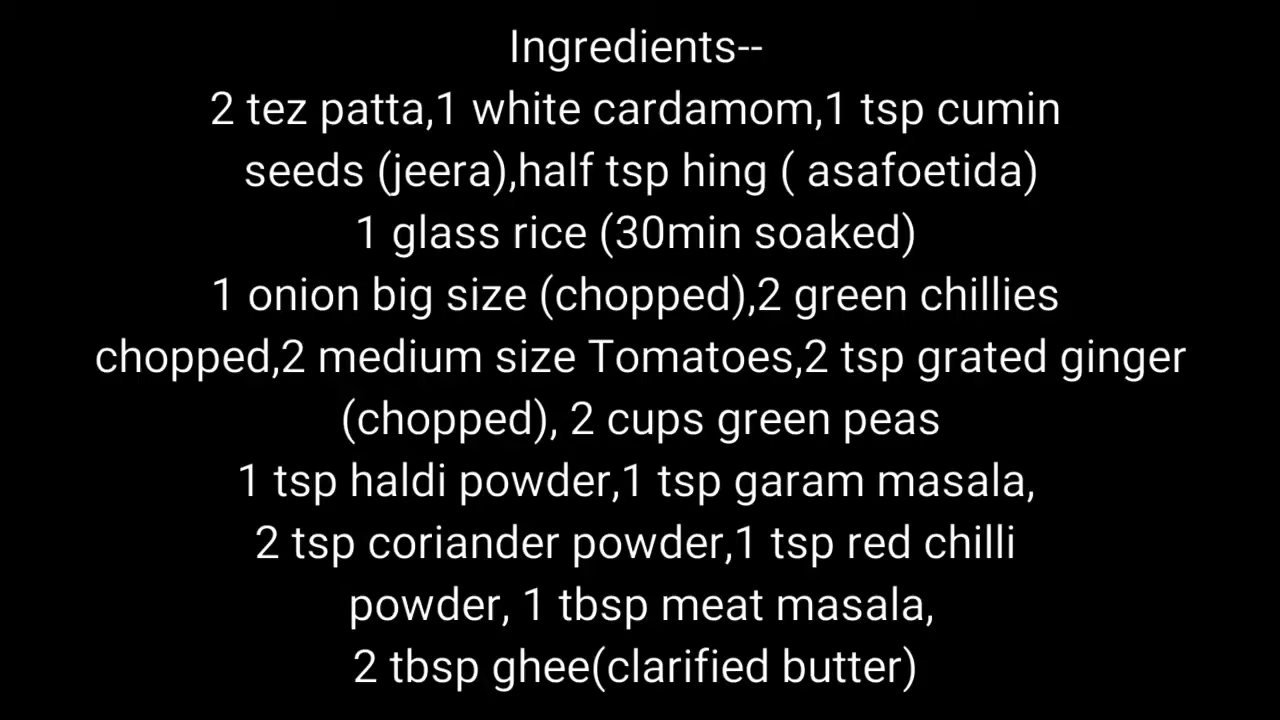 Ingredients--
2 tez patta,1 white cardamom,1 tsp cumin
seeds (jeera),half tsp hing ( asafoetida)
1 glass rice (30min soaked)
1 onion big size (chopped),2 green chillies
chopped,2 medium size Tomatoes,2 tsp grated ginger
(chopped), 2 cups green peas
1 tsp haldi powder,1 tsp garam masala,
2 tsp coriander powder,1 tsp red chilli
powder, 1 tbsp meat masala,
2 tbsp ghee(clarified butter)